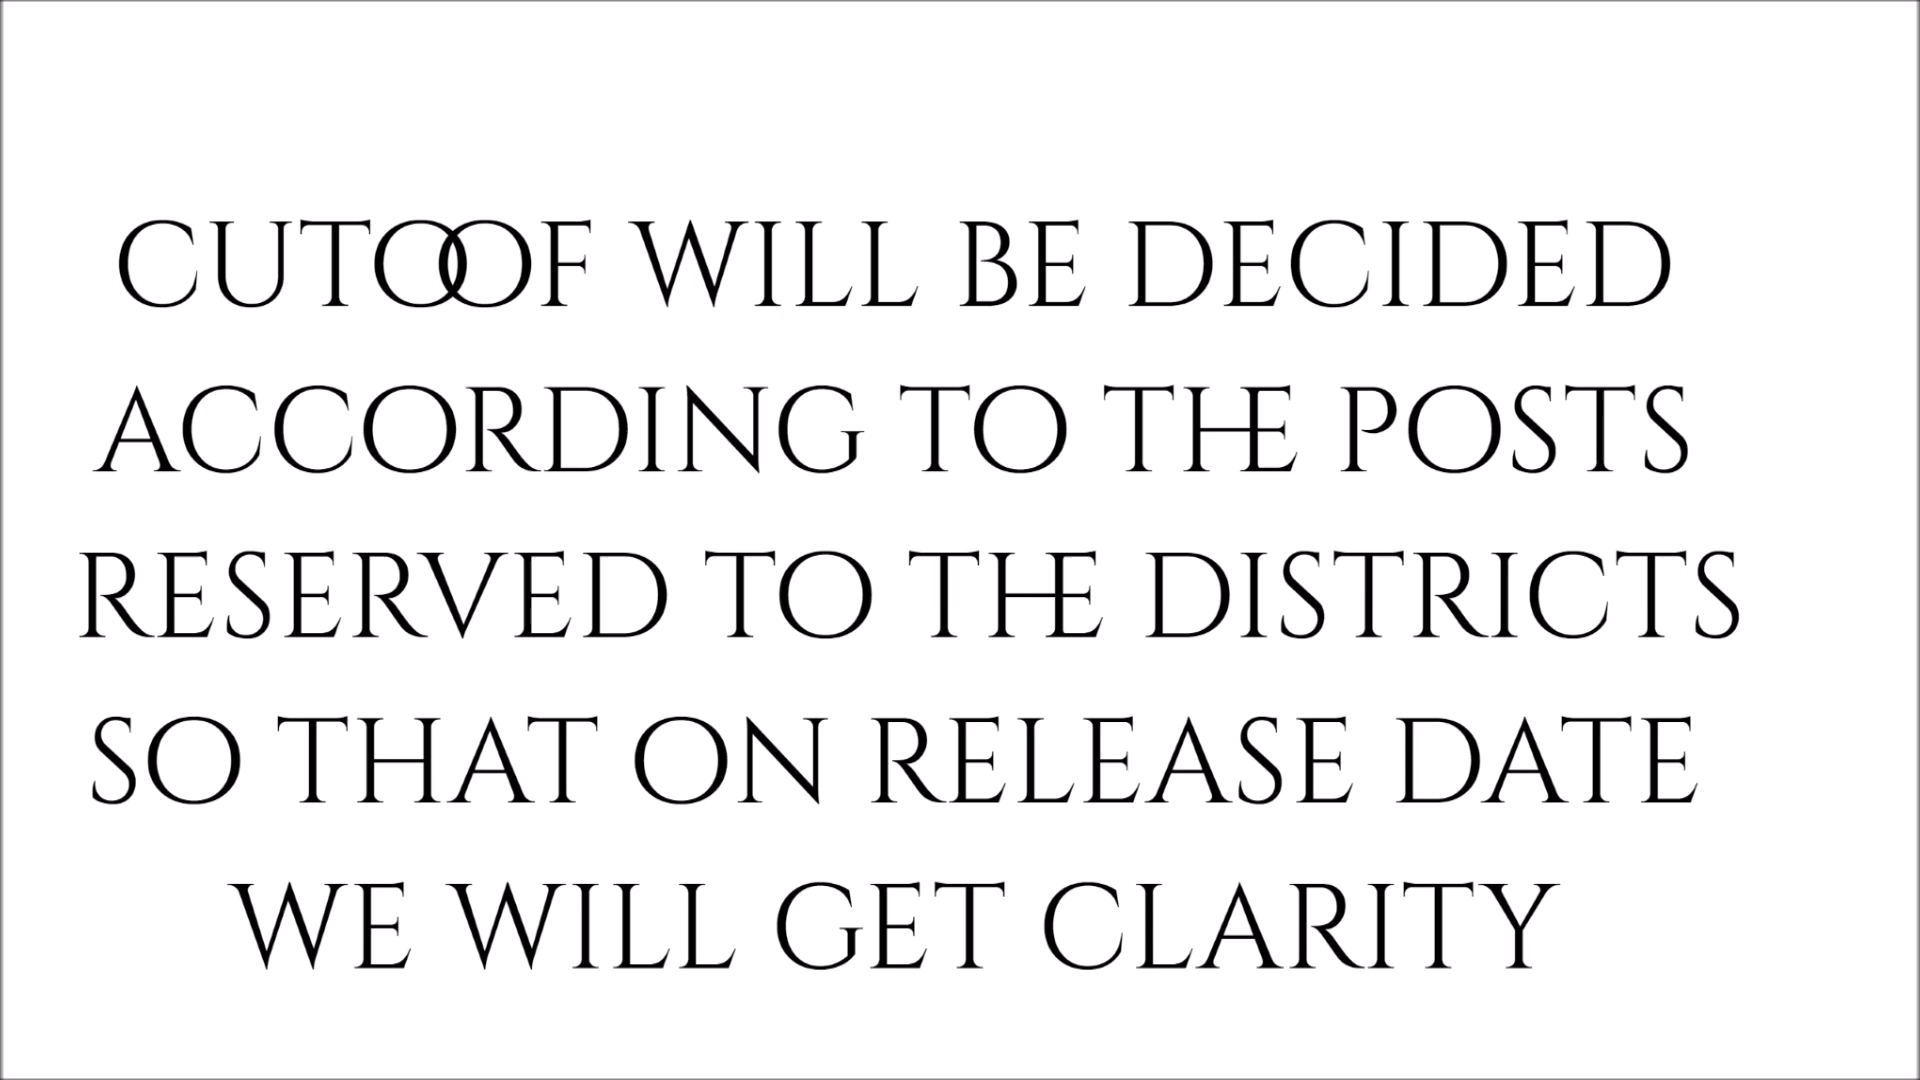 CUTOOF WILL BE DECIDED
ACCORDING TO THE POSTS
RESERVED TO THE DISTRICTS
SO THAT ON RELEASE DATE
WE WILL GET CLARITY